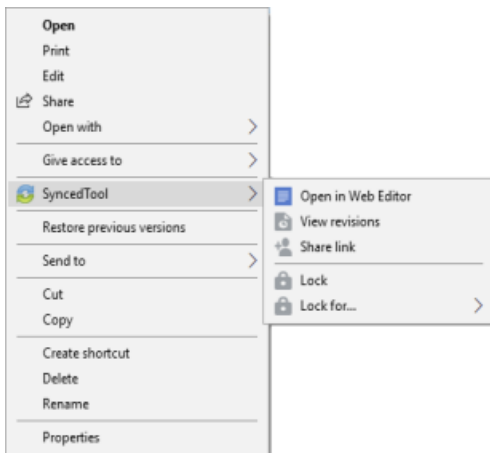 Open
Print
Edit
Share
Open with
Give access to
SyncedTool
Restore previous versions
Send to
Cut
Copy
Create shortcut
Delete
Rename
Properties
Open in Web Editor
View revisions
Share link
Lock
Lock for...